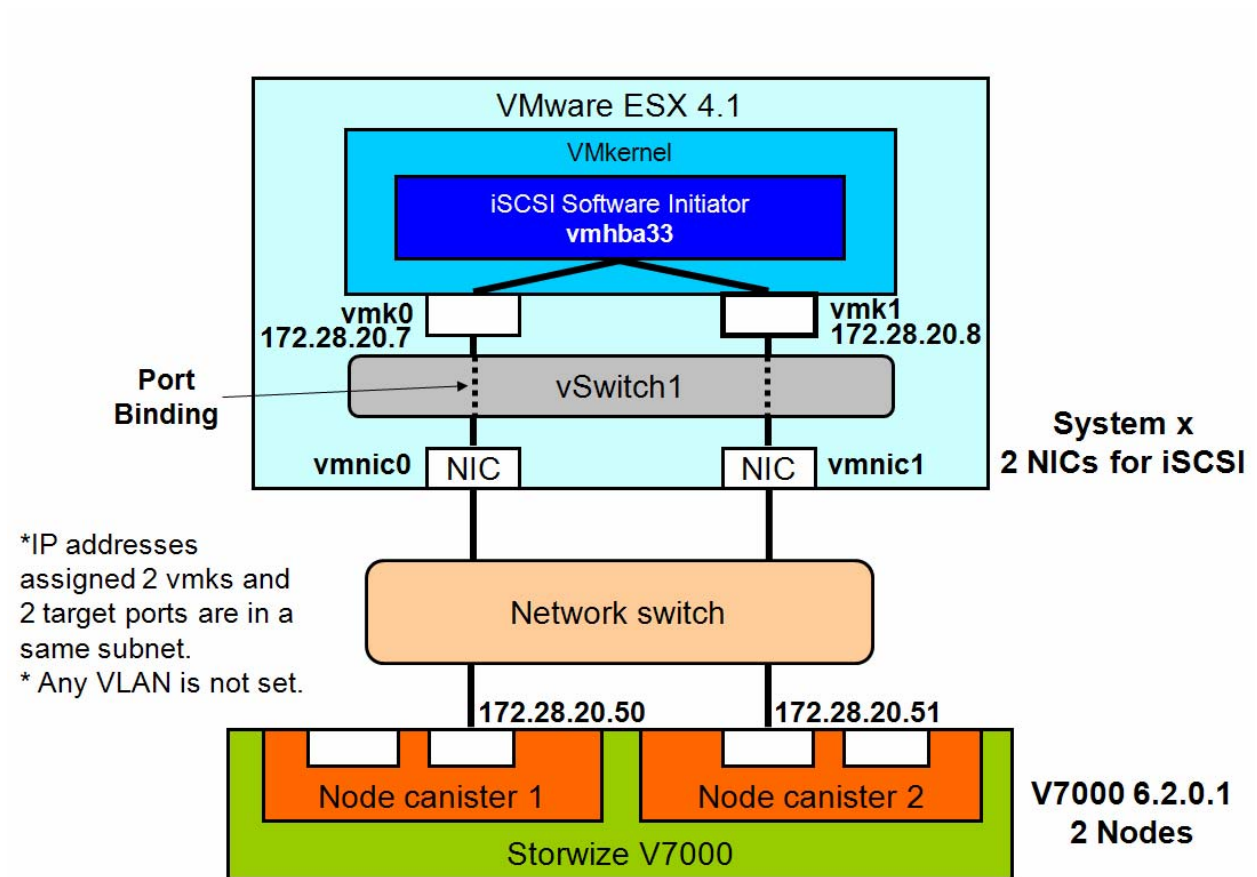 VMware ESX 4.1
VMkernel
iSCSI Software Initiator
vmhba33
vmk0
172.28.20.7
vmk1
172.28.20.8
Port
Binding
vSwitch1
vmnic0
NIC
NIC
vmnic1
System x
2 NICs for iSCSI
*IP addresses
assigned 2 vmks and
2 target ports are in a
same subnet.
* Any VLAN is not set.
Network switch
172.28.20.50
172.28.20.51
Node canister 1
Node canister 2
Storwize V7000
V7000 6.2.0.1
2 Nodes